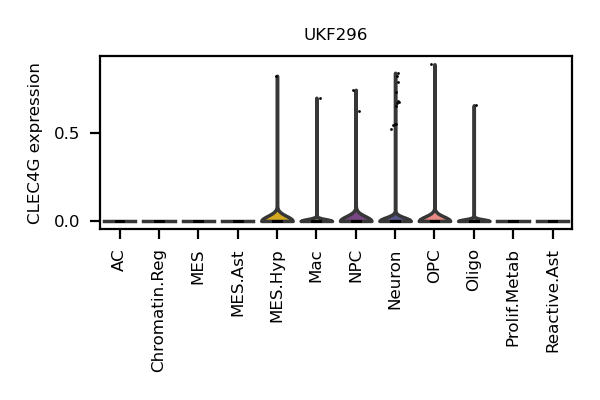 UKF296
CLEC4G expression
0.5
0.0
AC
Chromatin.Reg
MES
MES.Ast
MES.Hyp
Mac
NPC
Neuron
OPC
Oligo
Prolif.Metab
Reactive.Ast